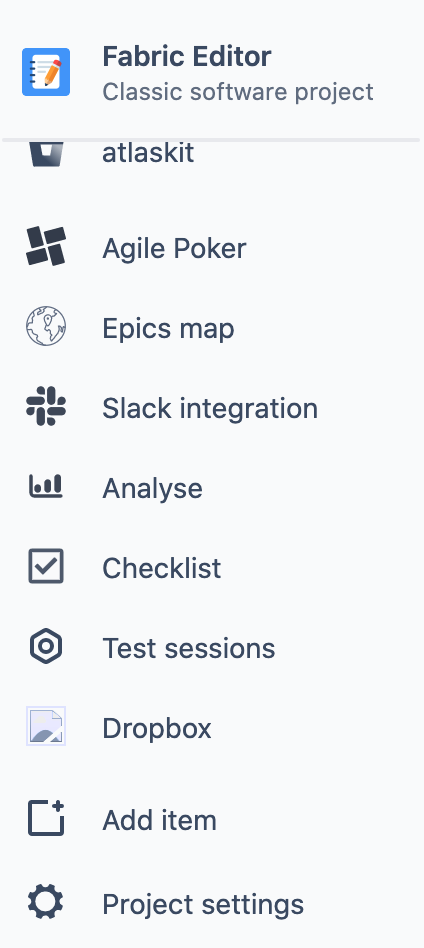 Fabric Editor
Classic software project
atlaskit
Agile Poker
Epics map
Slack integration
Analyse
Checklist
Test sessions
Dropbox
Add item
Project settings